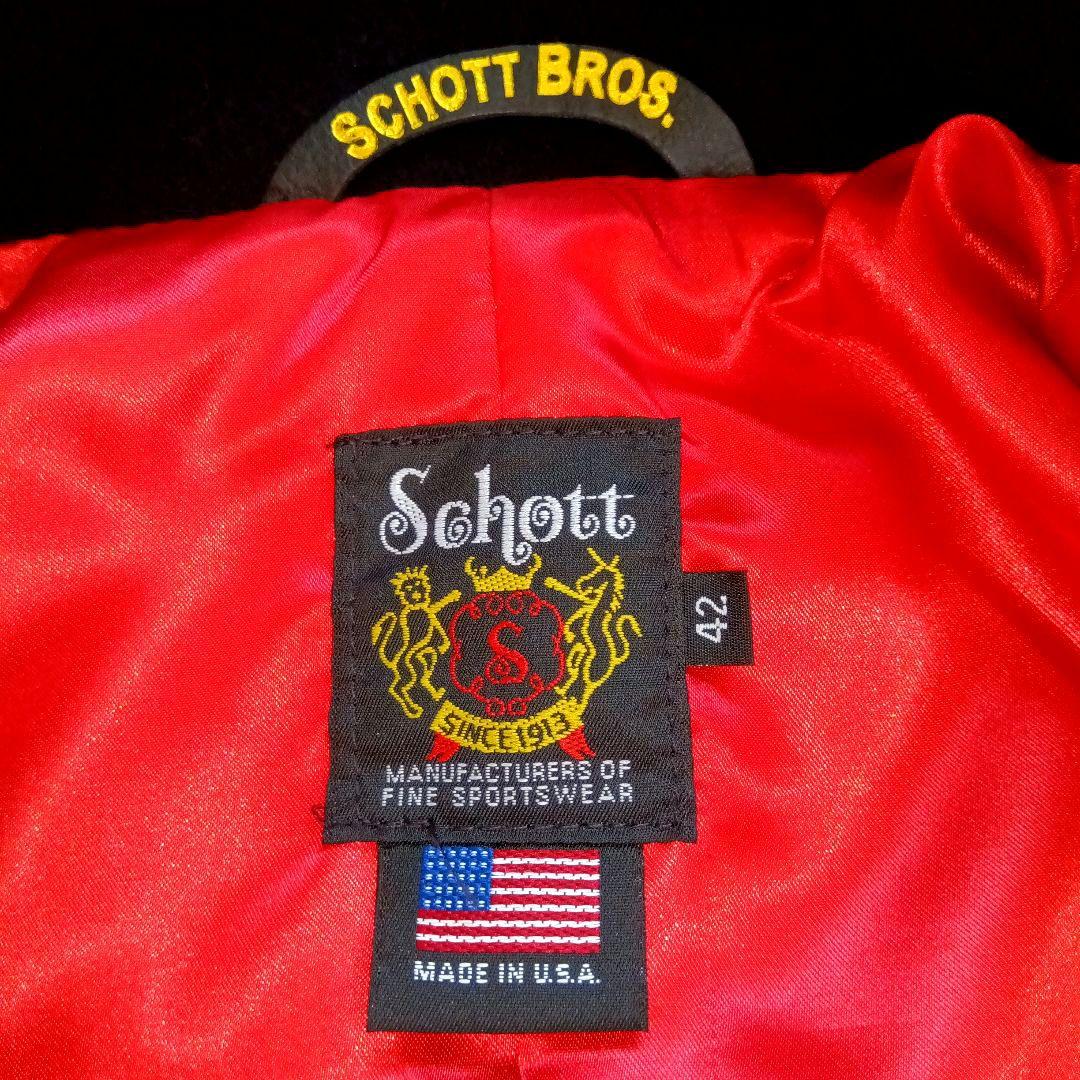 SCHOTT BROS.
Schott
42
S
SINCE 1913
MANUFACTURERS OF
FINE SPORTSWEAR
MADE IN U.S.A.